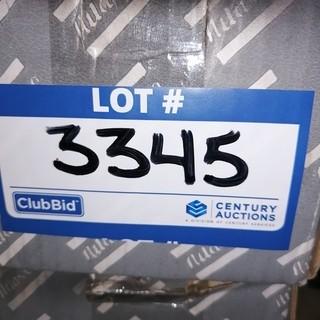 LOT #
3345
ClubBid
CENTURY
AUCTIONS
A DIVISION OF CENTURY SERVICES